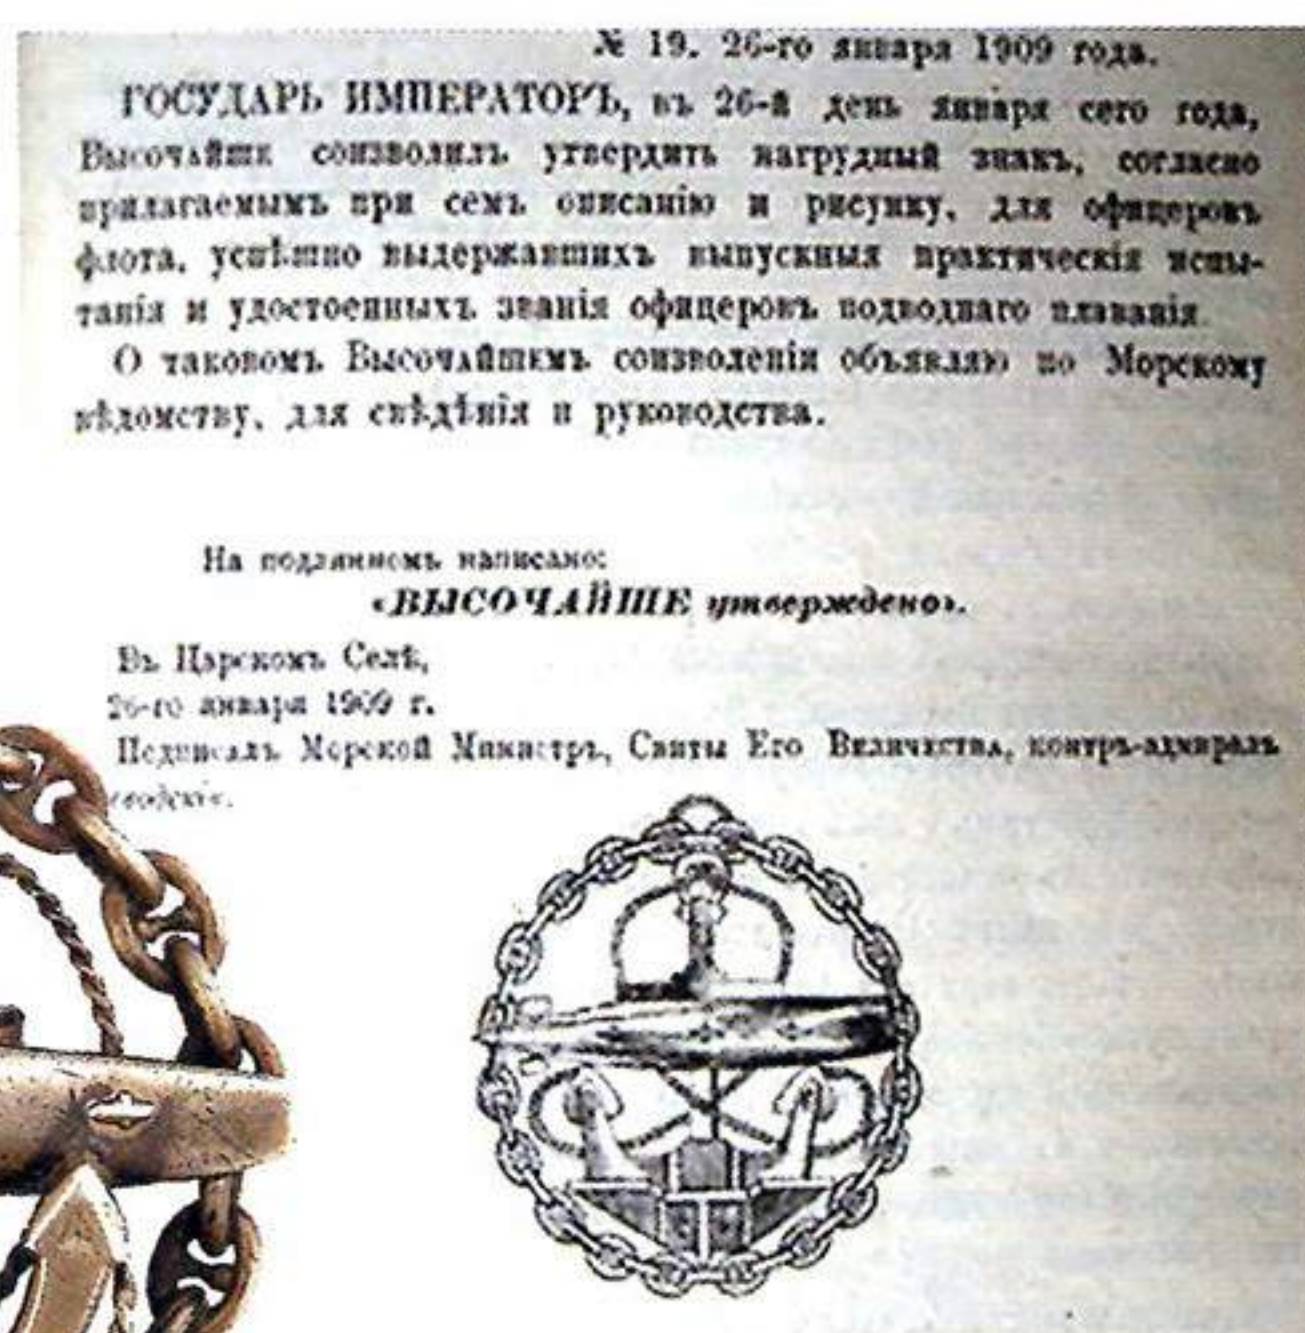 № 19. 26-го января 1909 года.
ГОСУДАРЬ ИМПЕРАТОРЪ, въ 26-й день января сего года,
Высочайше соизволилъ утвердить нагрудный знакъ, согласно
прилагаемымъ при семъ описанію и рисунку, для офицеровъ
флота, успѣшно выдержавшихъ выпускныя практическія испы-
танія и удостоенныхъ званія офицеровъ подводнаго плаванія.
О таковомъ Высочайшемъ соизволеніи объявляю по Морскому
вѣдомству, для свѣдѣнія и руководства.
На подлинномъ написано:
«ВЫСОЧАЙШЕ утверждено».
Въ Царскомъ Селѣ,
26-го января 1909 г.
Подписалъ Морской Министръ, Свиты Его Величества, контръ-адмиралъ